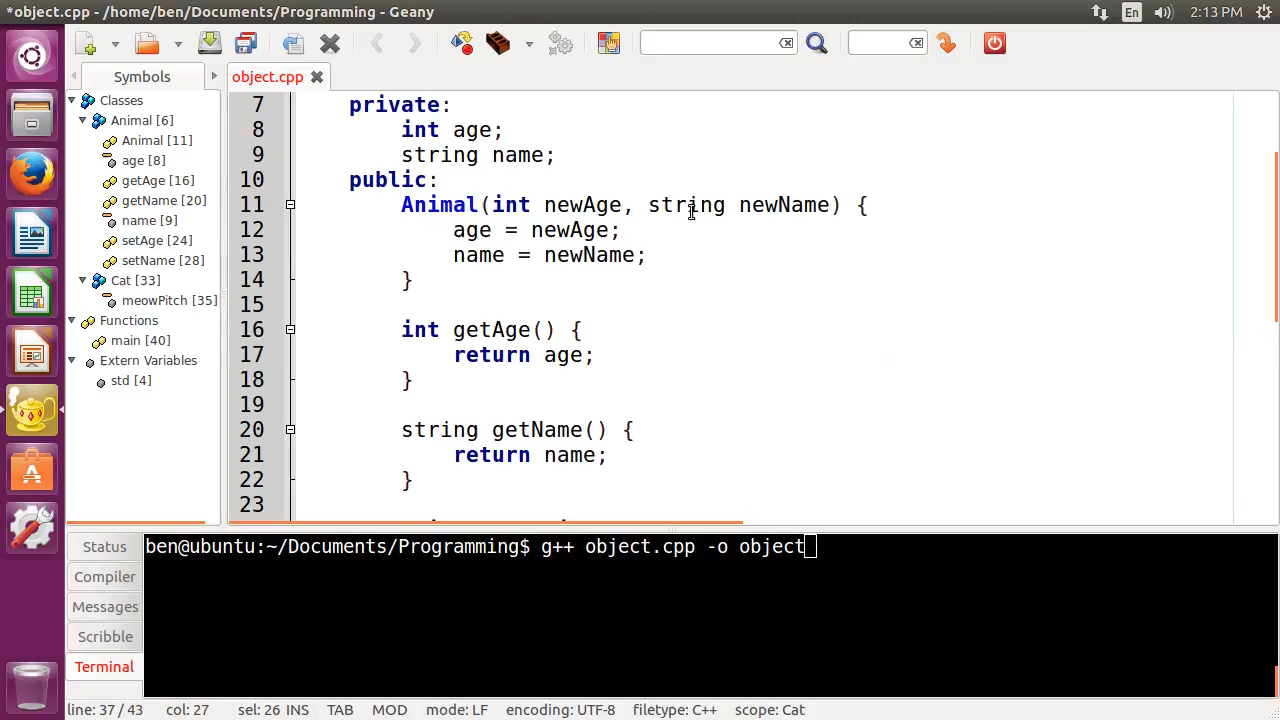 *object.cpp - /home/ben/Documents/Programming - Geany
En
2:13 PM
Symbols
object.cpp
Classes
Animal [6]
Animal [11]
age [8]
getAge [16]
getName [20]
name [9]
setAge [24]
setName [28]
Cat [33]
meowPitch [35]
Functions
main [40]
Extern Variables
std [4]
7 private:
8 int age;
9 string name;
10 public:
11 Animal(int newAge, string newName) {
12 age = newAge;
13 name = newName;
14 }
15
16 int getAge() {
17 return age;
18 }
19
20 string getName() {
21 return name;
22 }
23
Status
Compiler
Messages
Scribble
Terminal
ben@ubuntu:~/Documents/Programming$ g++ object.cpp -o object
line: 37 / 43 col: 27 sel: 26 INS TAB MOD mode: LF encoding: UTF-8 filetype: C++ scope: Cat